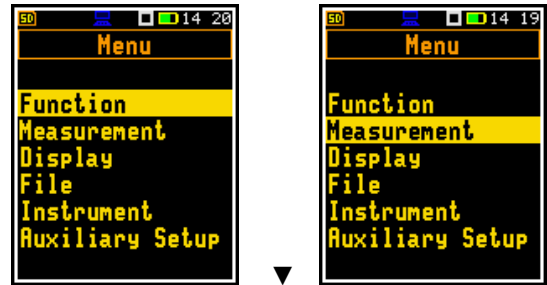 SD 14 20
Menu
Function
Measurement
Display
File
Instrument
Auxiliary Setup
▼
SD 14 19
Menu
Function
Measurement
Display
File
Instrument
Auxiliary Setup